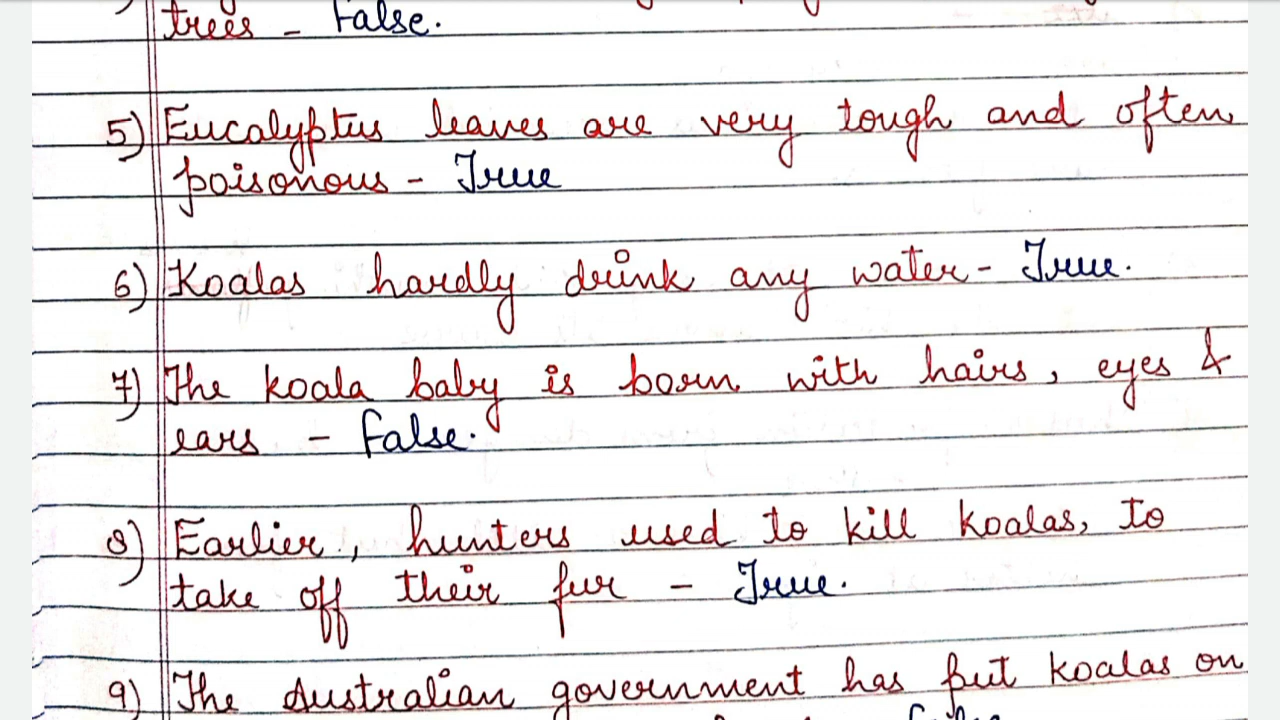 trees - False.
5) Eucalyptus leaves are very tough and often
poisonous - True
6) Koalas hardly drink any water - True.
7) The koala baby is born with hairs, eyes &
ears - False.
8) Earlier, hunters used to kill koalas, to
take off their fur - True.
9) The Australian government has put koalas on